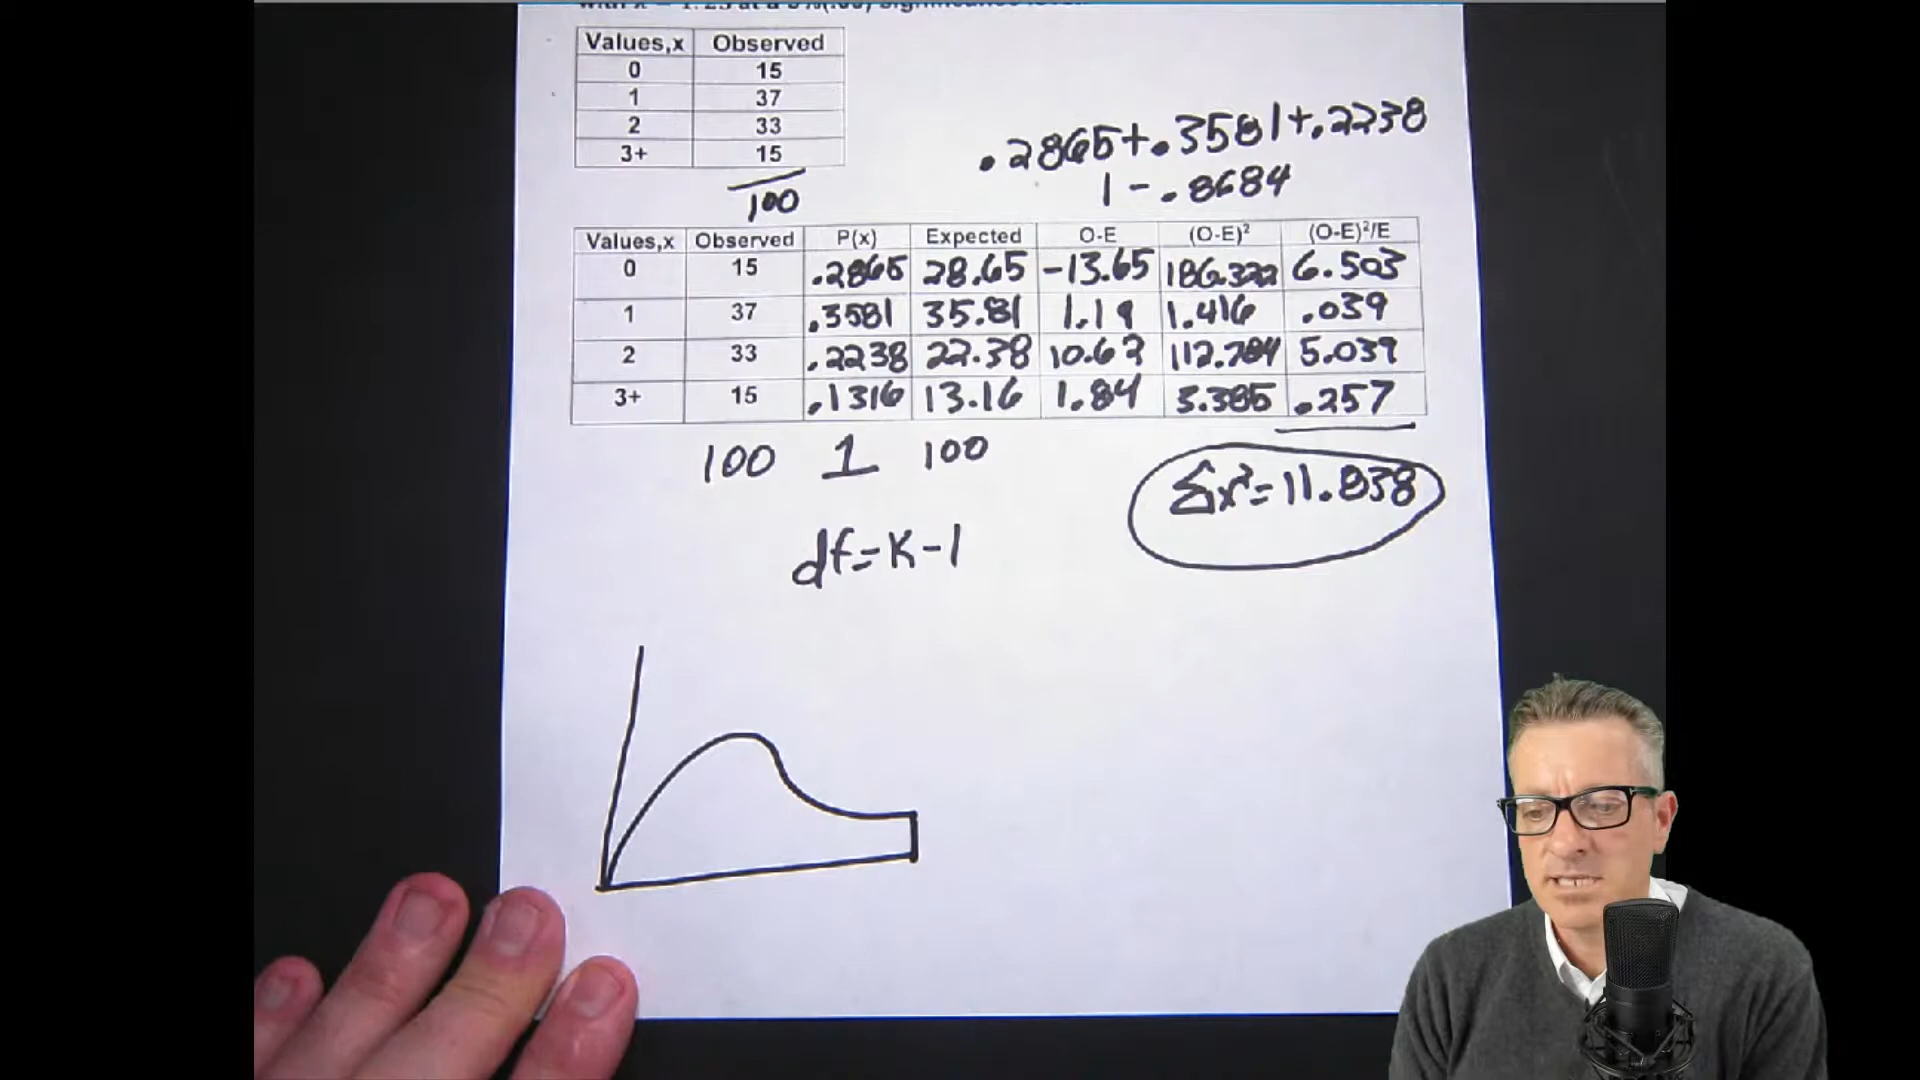 Values,x Observed
0 15
1 37
2 33
3+ 15
100
.2865+.3581+.2238
1 - .8684
Values,x Observed P(x) Expected O-E (O-E)²  (O-E)²/E
0 15 .2865 28.65 -13.65 186.322 6.503
1 37 .3581 35.81 1.19 1.416 .039
2 33 .2238 22.38 10.62 112.784 5.039
3+ 15 .1316 13.16 1.84 3.385 .257
100 1 100
Σx²=11.838
df=K-1